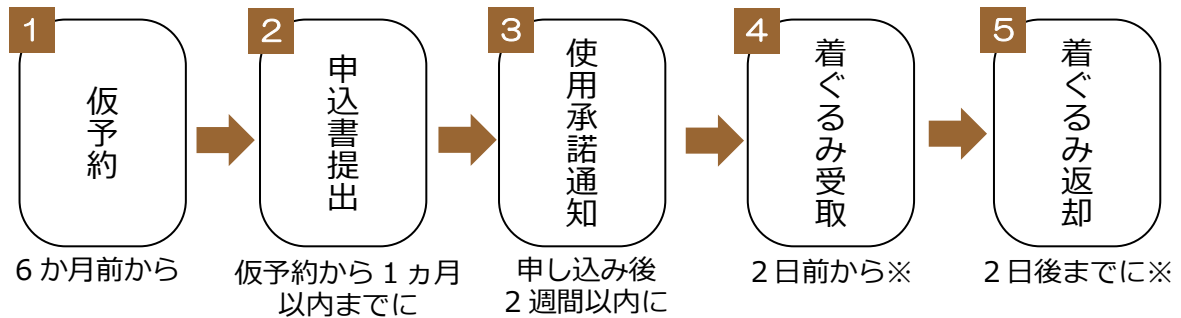 1
仮予約
6か月前から
2
申込書提出
仮予約から1ヵ月
以内までに
3
使用承諾通知
申し込み後
2週間以内に
4
着ぐるみ受取
2日前から※
5
着ぐるみ返却
2日後までに※